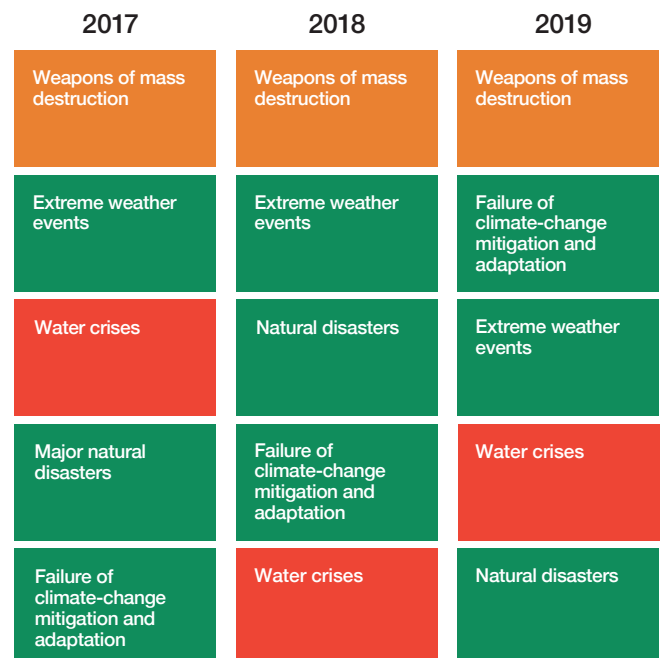 2017
2018
2019
Weapons of mass
destruction
Weapons of mass
destruction
Weapons of mass
destruction
Extreme weather
events
Extreme weather
events
Failure of
climate-change
mitigation and
adaptation
Water crises
Natural disasters
Extreme weather
events
Major natural
disasters
Failure of
climate-change
mitigation and
adaptation
Water crises
Failure of
climate-change
mitigation and
adaptation
Water crises
Natural disasters